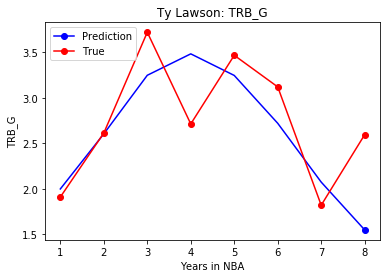 Ty Lawson: TRB_G
Prediction
True
TRB_G
3.5
3.0
2.5
2.0
1.5
1 2 3 4 5 6 7 8
Years in NBA